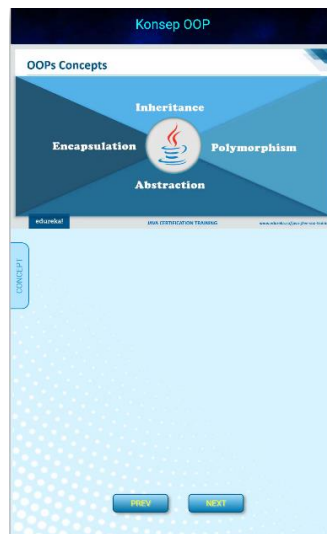 Konsep OOP
OOPs Concepts
Inheritance
Encapsulation
Polymorphism
Abstraction
edureka!
JAVA CERTIFICATION TRAINING
CONCEPT
PREV
NEXT